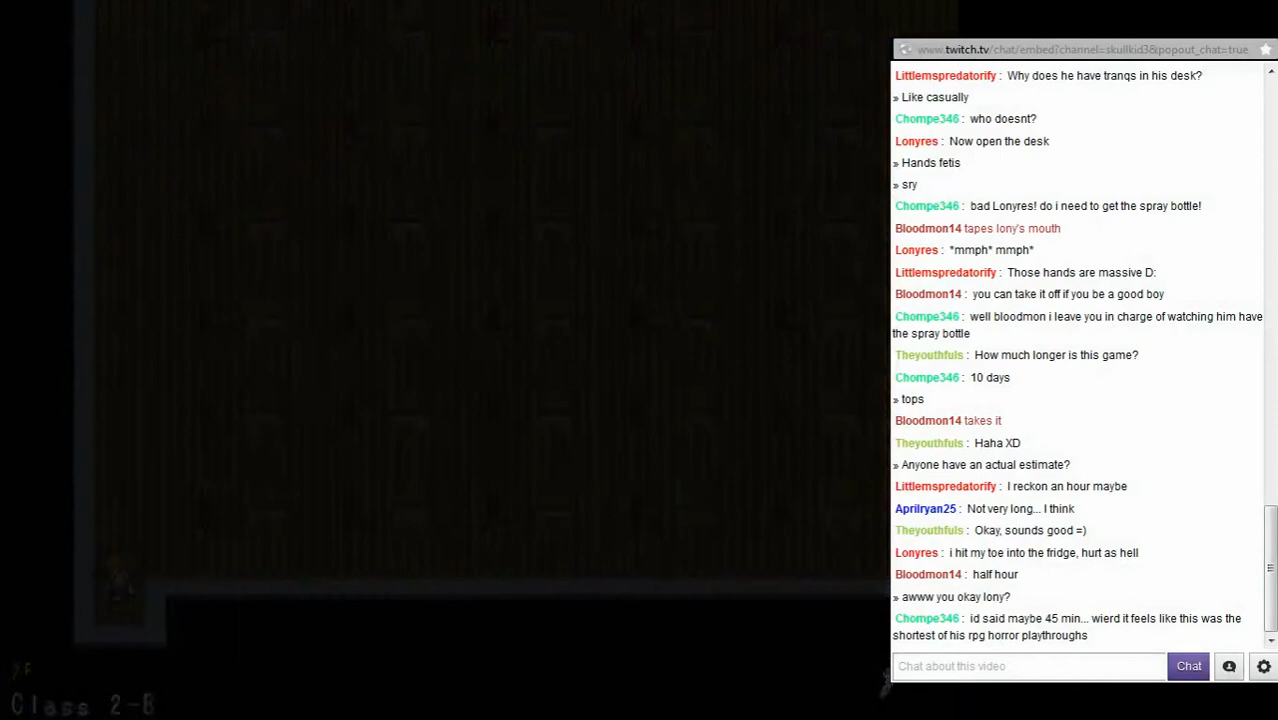 www.twitch.tv/chat/embed?channel=skullkid3&popout_chat=true
Littlemspredatorify : Why does he have tranqs in his desk?
» Like casually
Chompe346 : who doesnt?
Lonyres : Now open the desk
» Hands fetis
» sry
Chompe346 : bad Lonyres! do i need to get the spray bottle!
Bloodmon14 tapes lony's mouth
Lonyres : *mmph* mmph*
Littlemspredatorify : Those hands are massive D:
Bloodmon14 : you can take it off if you be a good boy
Chompe346 : well bloodmon i leave you in charge of watching him have
the spray bottle
Theyouthfuls : How much longer is this game?
Chompe346 : 10 days
» tops
Bloodmon14 takes it
Theyouthfuls : Haha XD
» Anyone have an actual estimate?
Littlemspredatorify : I reckon an hour maybe
Aprilryan25 : Not very long... I think
Theyouthfuls : Okay, sounds good =)
Lonyres : i hit my toe into the fridge, hurt as hell
Bloodmon14 : half hour
» awww you okay lony?
Chompe346 : id said maybe 45 min... wierd it feels like this was the
shortest of his rpg horror playthroughs
Chat about this video
Chat
Class 2-B